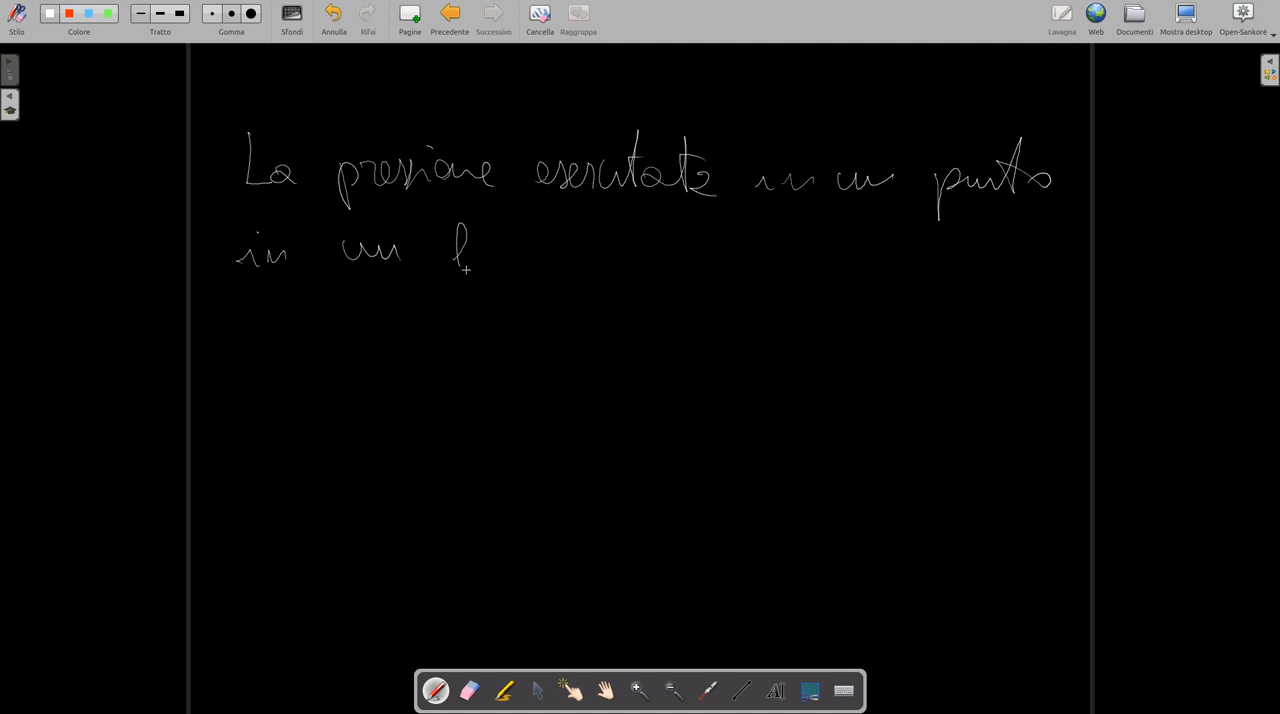 Stilo Colore Tratto Gomma Sfondi Annulla Rifai Pagine Precedente Successivo Cancella Raggruppa Lavagna Web Documenti Mostra desktop Open-Sankoré
La pressione esercitata in un punto
in un l
AI